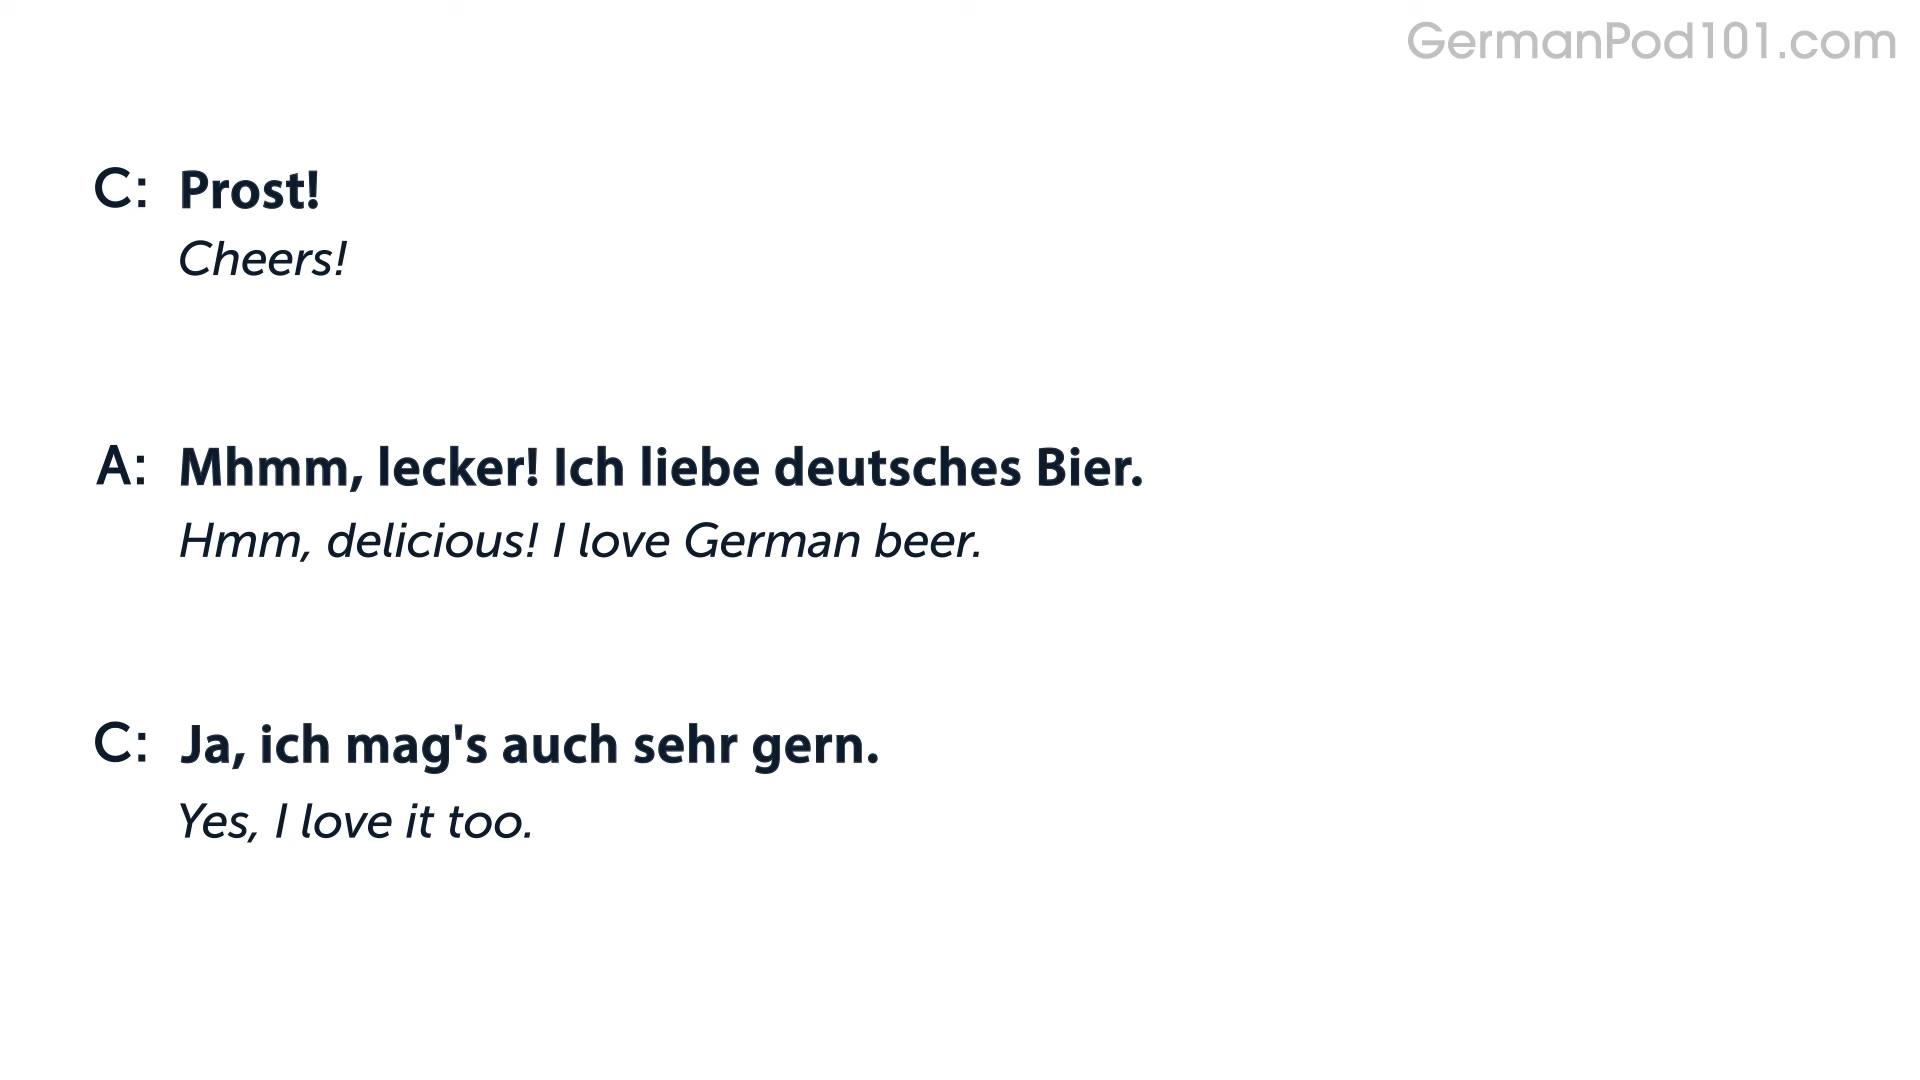 GermanPod101.com
C: Prost!
Cheers!
A: Mhmm, lecker! Ich liebe deutsches Bier.
Hmm, delicious! I love German beer.
C: Ja, ich mag's auch sehr gern.
Yes, I love it too.